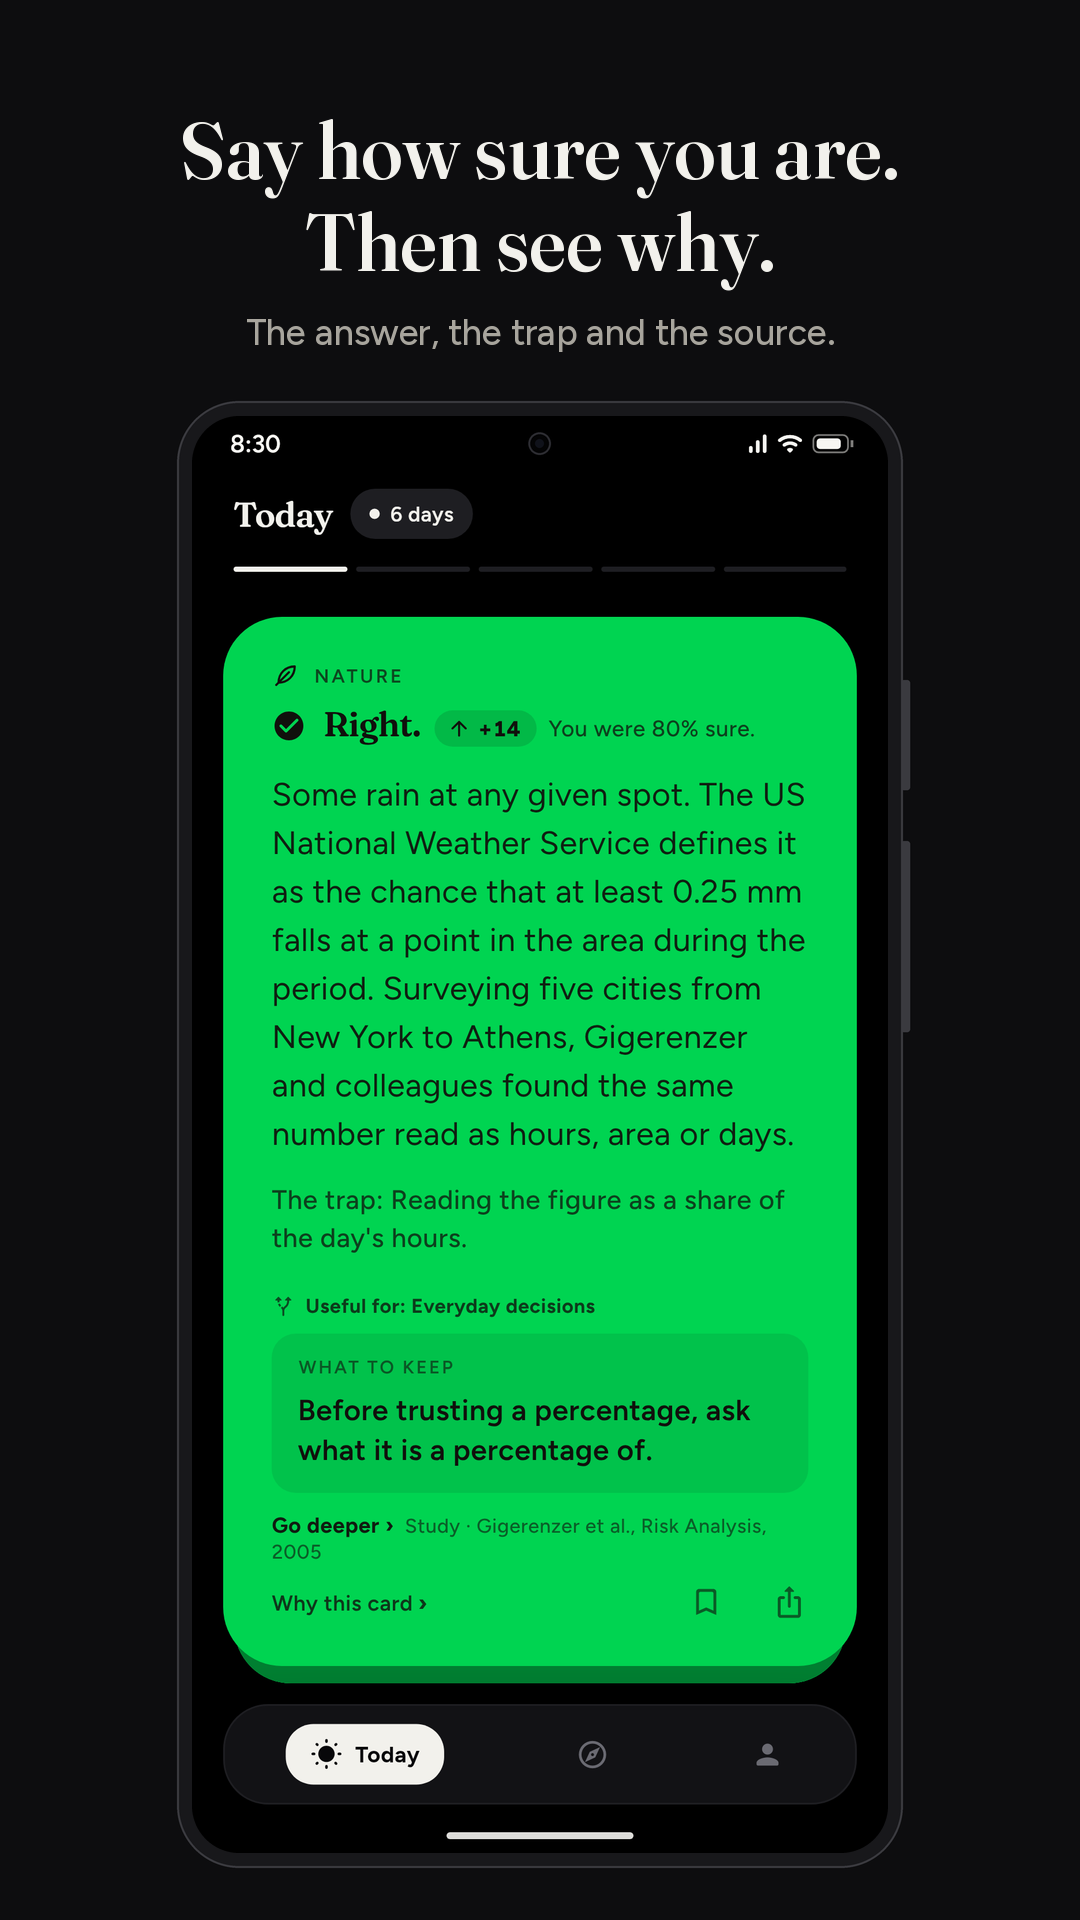 Say how sure you are.
Then see why.
The answer, the trap and the source.
8:30
Today
6 days
NATURE
Right. +14 You were 80% sure.
Some rain at any given spot. The US
National Weather Service defines it
as the chance that at least 0.25 mm
falls at a point in the area during the
period. Surveying five cities from
New York to Athens, Gigerenzer
and colleagues found the same
number read as hours, area or days.
The trap: Reading the figure as a share of
the day's hours.
Useful for: Everyday decisions
WHAT TO KEEP
Before trusting a percentage, ask
what it is a percentage of.
Go deeper › Study · Gigerenzer et al., Risk Analysis,
2005
Why this card ›
Today